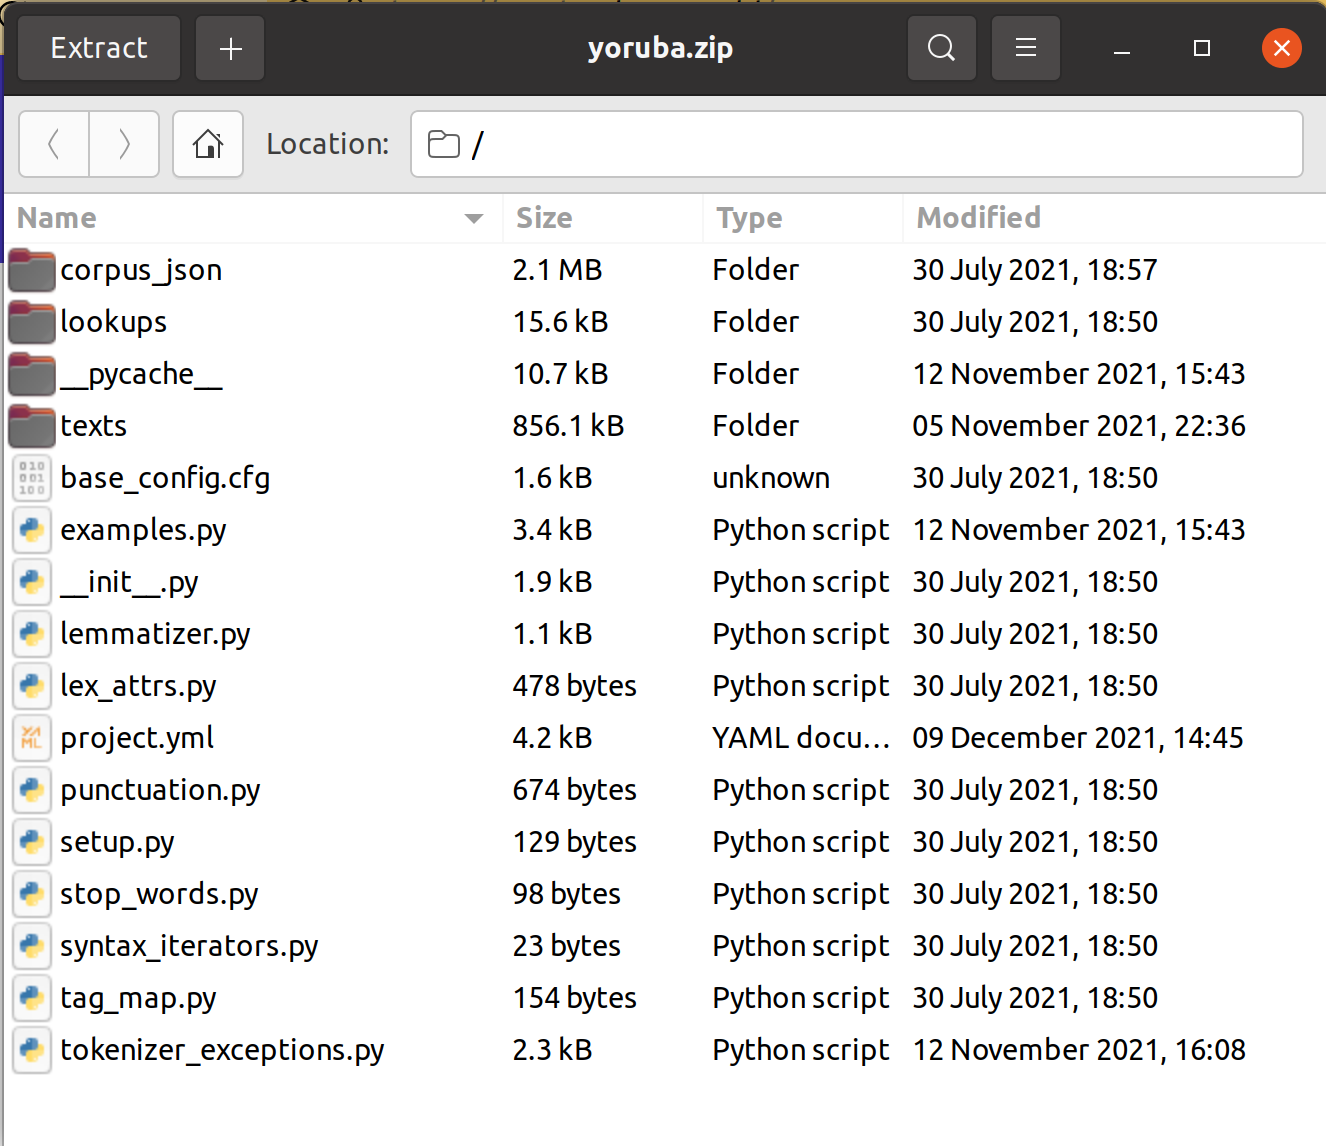 Extract + yoruba.zip
Location: /
Name Size Type Modified
corpus_json 2.1 MB Folder 30 July 2021, 18:57
lookups 15.6 kB Folder 30 July 2021, 18:50
__pycache__ 10.7 kB Folder 12 November 2021, 15:43
texts 856.1 kB Folder 05 November 2021, 22:36
base_config.cfg 1.6 kB unknown 30 July 2021, 18:50
examples.py 3.4 kB Python script 12 November 2021, 15:43
__init__.py 1.9 kB Python script 30 July 2021, 18:50
lemmatizer.py 1.1 kB Python script 30 July 2021, 18:50
lex_attrs.py 478 bytes Python script 30 July 2021, 18:50
project.yml 4.2 kB YAML docu… 09 December 2021, 14:45
punctuation.py 674 bytes Python script 30 July 2021, 18:50
setup.py 129 bytes Python script 30 July 2021, 18:50
stop_words.py 98 bytes Python script 30 July 2021, 18:50
syntax_iterators.py 23 bytes Python script 30 July 2021, 18:50
tag_map.py 154 bytes Python script 30 July 2021, 18:50
tokenizer_exceptions.py 2.3 kB Python script 12 November 2021, 16:08